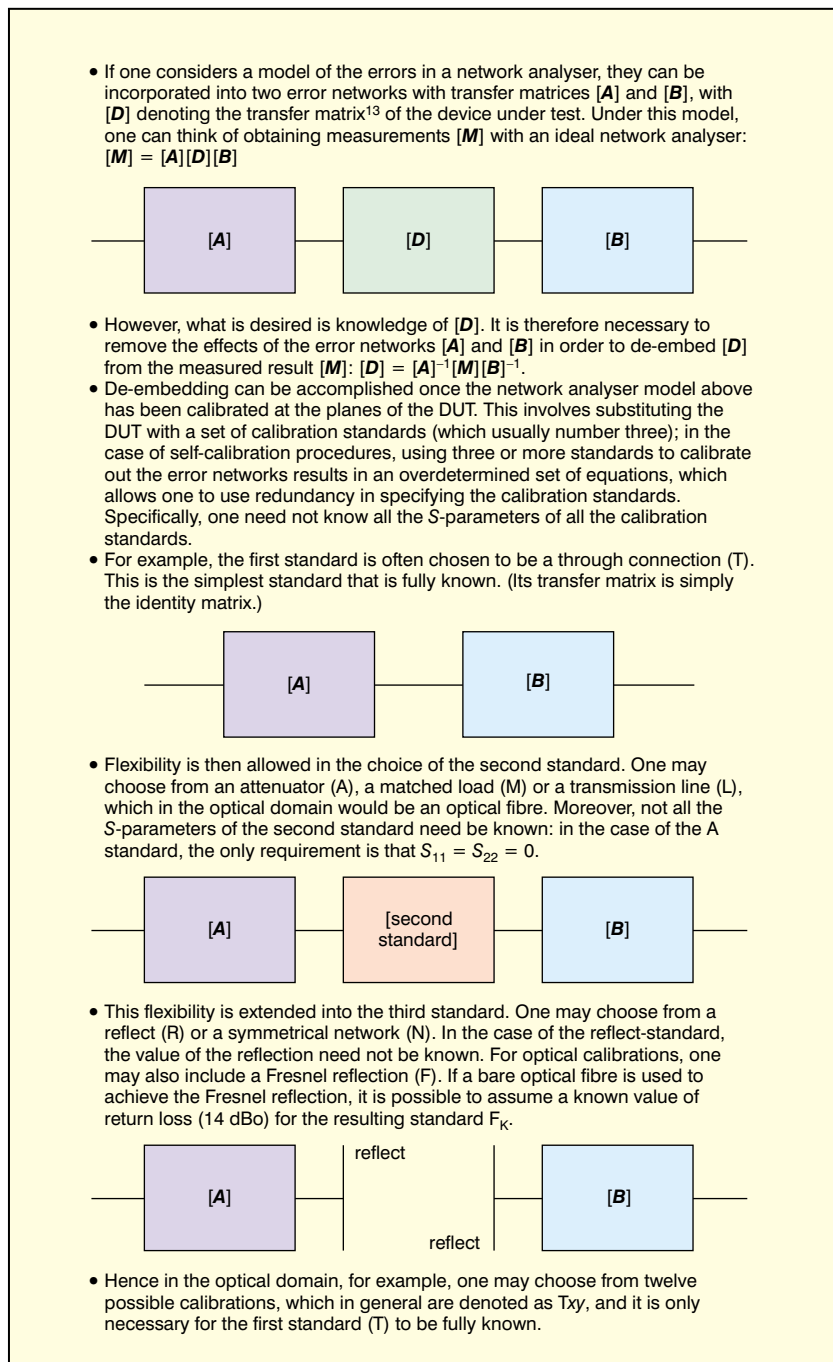 • If one considers a model of the errors in a network analyser, they can be
incorporated into two error networks with transfer matrices [A] and [B], with
[D] denoting the transfer matrix¹³ of the device under test. Under this model,
one can think of obtaining measurements [M] with an ideal network analyser:
[M] = [A][D][B]
[A]
[D]
[B]
• However, what is desired is knowledge of [D]. It is therefore necessary to
remove the effects of the error networks [A] and [B] in order to de-embed [D]
from the measured result [M]: [D] = [A]⁻¹[M][B]⁻¹.
• De-embedding can be accomplished once the network analyser model above
has been calibrated at the planes of the DUT. This involves substituting the
DUT with a set of calibration standards (which usually number three); in the
case of self-calibration procedures, using three or more standards to calibrate
out the error networks results in an overdetermined set of equations, which
allows one to use redundancy in specifying the calibration standards.
Specifically, one need not know all the S-parameters of all the calibration
standards.
• For example, the first standard is often chosen to be a through connection (T).
This is the simplest standard that is fully known. (Its transfer matrix is simply
the identity matrix.)
[A]
[B]
• Flexibility is then allowed in the choice of the second standard. One may
choose from an attenuator (A), a matched load (M) or a transmission line (L),
which in the optical domain would be an optical fibre. Moreover, not all the
S-parameters of the second standard need be known: in the case of the A
standard, the only requirement is that S₁₁ = S₂₂ = 0.
[A]
[second
standard]
[B]
• This flexibility is extended into the third standard. One may choose from a
reflect (R) or a symmetrical network (N). In the case of the reflect-standard,
the value of the reflection need not be known. For optical calibrations, one
may also include a Fresnel reflection (F). If a bare optical fibre is used to
achieve the Fresnel reflection, it is possible to assume a known value of
return loss (14 dBo) for the resulting standard F_K.
[A]
reflect
reflect
[B]
• Hence in the optical domain, for example, one may choose from twelve
possible calibrations, which in general are denoted as Txy, and it is only
necessary for the first standard (T) to be fully known.